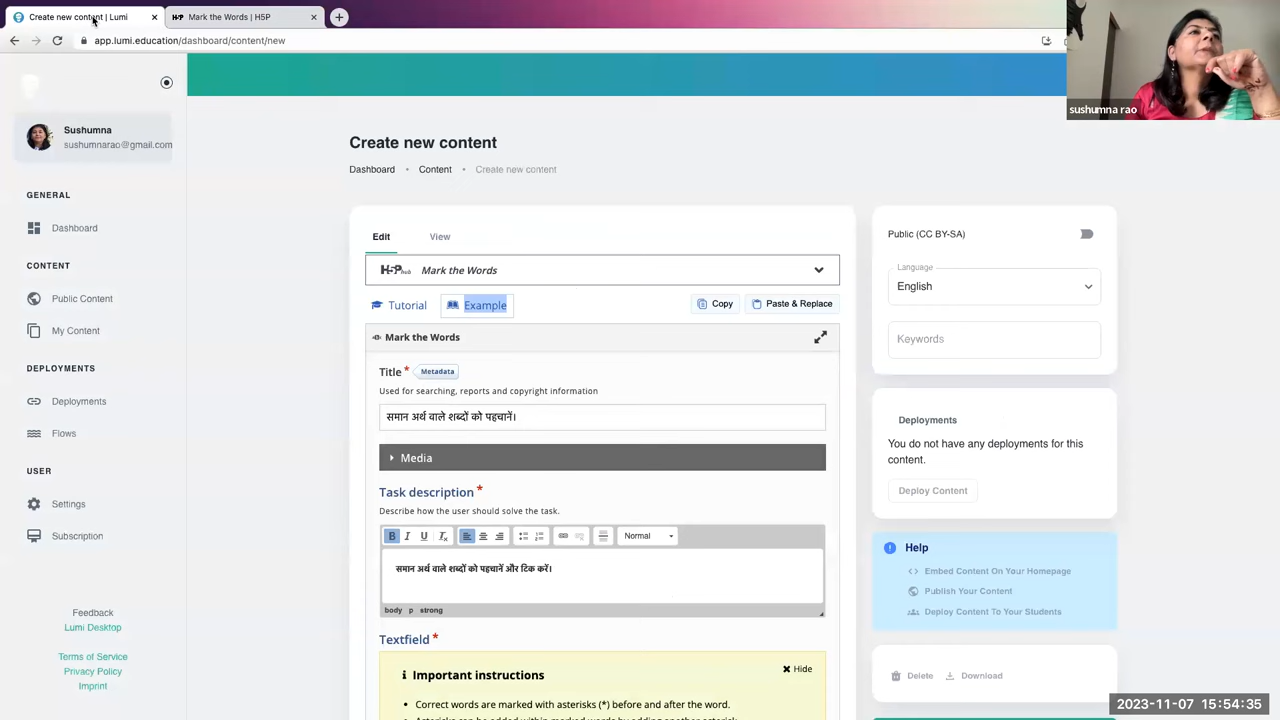 Create new content | Lumi
H5P Mark the Words | H5P
app.lumi.education/dashboard/content/new
sushumna rao
Sushumna
sushumnarao@gmail.com
GENERAL
Dashboard
CONTENT
Public Content
My Content
DEPLOYMENTS
Deployments
Flows
USER
Settings
Subscription
Feedback
Lumi Desktop
Terms of Service
Privacy Policy
Imprint
Create new content
Dashboard • Content • Create new content
Edit View
H5P hub Mark the Words
Tutorial Example Copy Paste & Replace
Mark the Words
Title * Metadata
Used for searching, reports and copyright information
समान अर्थ वाले शब्दों को पहचानें।
Media
Task description *
Describe how the user should solve the task.
B I U Tx Normal
समान अर्थ वाले शब्दों को पहचानें और टिक करें।
body p strong
Textfield *
Important instructions Hide
Correct words are marked with asterisks (*) before and after the word.
Public (CC BY-SA)
Language
English
Keywords
Deployments
You do not have any deployments for this
content.
Deploy Content
Help
Embed Content On Your Homepage
Publish Your Content
Deploy Content To Your Students
Delete Download
2023-11-07 15:54:35